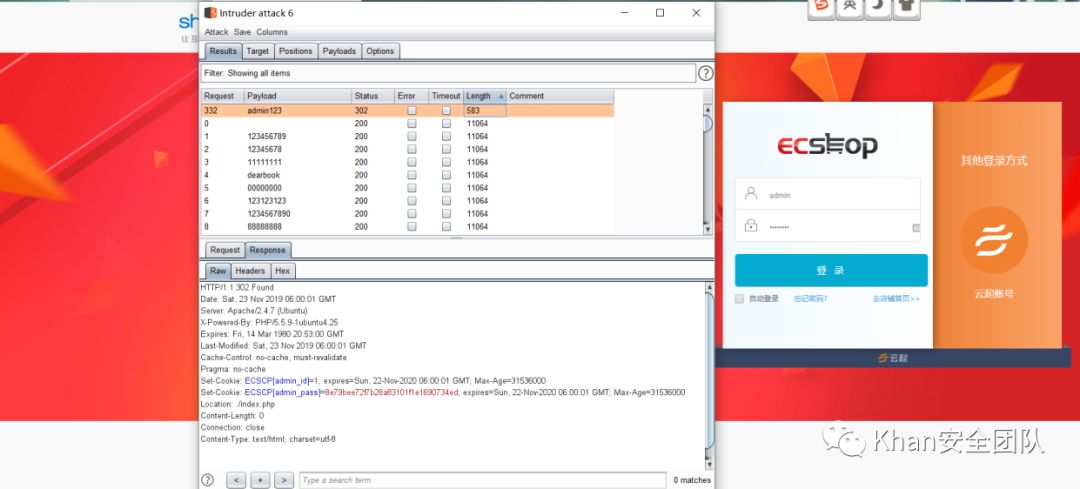 Intruder attack 6
Attack Save Columns
Results Target Positions Payloads Options
Filter: Showing all items
Request Payload Status Error Timeout Length Comment
332 admin123 302 583
0 200 11064
1 123456789 200 11064
2 12345678 200 11064
3 11111111 200 11064
4 dearbook 200 11064
5 00000000 200 11064
6 123123123 200 11064
7 1234567890 200 11064
8 88888888 200 11064
Request Response
Raw Headers Hex
HTTP/1.1 302 Found
Date: Sat, 23 Nov 2019 06:00:01 GMT
Server: Apache/2.4.7 (Ubuntu)
X-Powered-By: PHP/5.5.9-1ubuntu4.25
Expires: Fri, 14 Mar 1980 20:53:00 GMT
Last-Modified: Sat, 23 Nov 2019 06:00:01 GMT
Cache-Control: no-cache, must-revalidate
Pragma: no-cache
Set-Cookie: ECSCP[admin_id]=1; expires=Sun, 22-Nov-2020 06:00:01 GMT; Max-Age=31536000
Set-Cookie: ECSCP[admin_pass]=8e79bee72f7b28a83101f1e1690734ed; expires=Sun, 22-Nov-2020 06:00:01 GMT; Max-Age=31536000
Location: ./index.php
Content-Length: 0
Connection: close
Content-Type: text/html; charset=utf-8
? < + > Type a search term 0 matches
sh
让
英
ecshop
admin
登 录
自动登录 忘记密码? 去店铺首页>>
其他登录方式
云起账号
云起
Khan安全团队